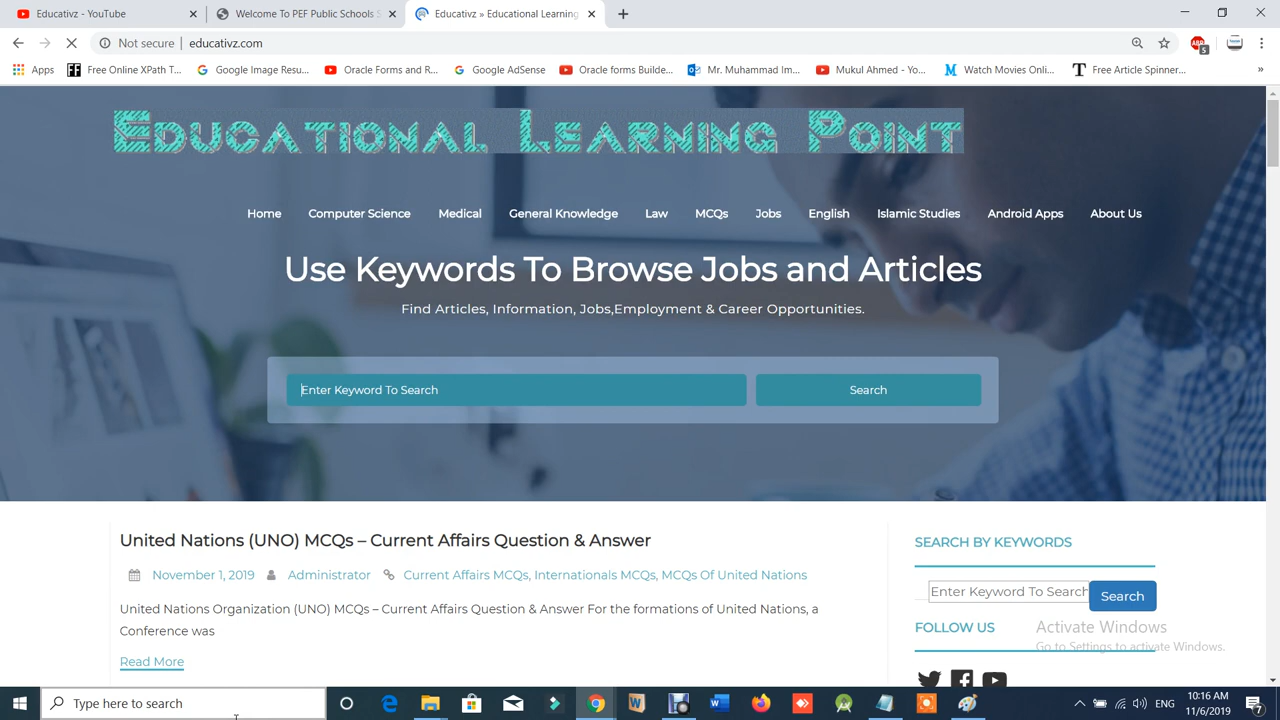 Educativz - YouTube
Welcome To PEF Public Schools S
Educativz » Educational Learning
Not secure
educativz.com
ABP
5
Apps
Free Online XPath T...
Google Image Resu...
Oracle Forms and R...
Google AdSense
Oracle forms Builde...
Mr. Muhammad Im...
Mukul Ahmed - Yo...
Watch Movies Onli...
Free Article Spinner...
Educational Learning Point
Home
Computer Science
Medical
General Knowledge
Law
MCQs
Jobs
English
Islamic Studies
Android Apps
About Us
Use Keywords To Browse Jobs and Articles
Find Articles, Information, Jobs,Employment & Career Opportunities.
Enter Keyword To Search
Search
United Nations (UNO) MCQs – Current Affairs Question & Answer
November 1, 2019
Administrator
Current Affairs MCQs, Internationals MCQs, MCQs Of United Nations
United Nations Organization (UNO) MCQs – Current Affairs Question & Answer For the formations of United Nations, a
Conference was
Read More
SEARCH BY KEYWORDS
Enter Keyword To Search
Search
FOLLOW US
Activate Windows
Go to Settings to activate Windows.
Type here to search
ENG
10:16 AM
11/6/2019
7